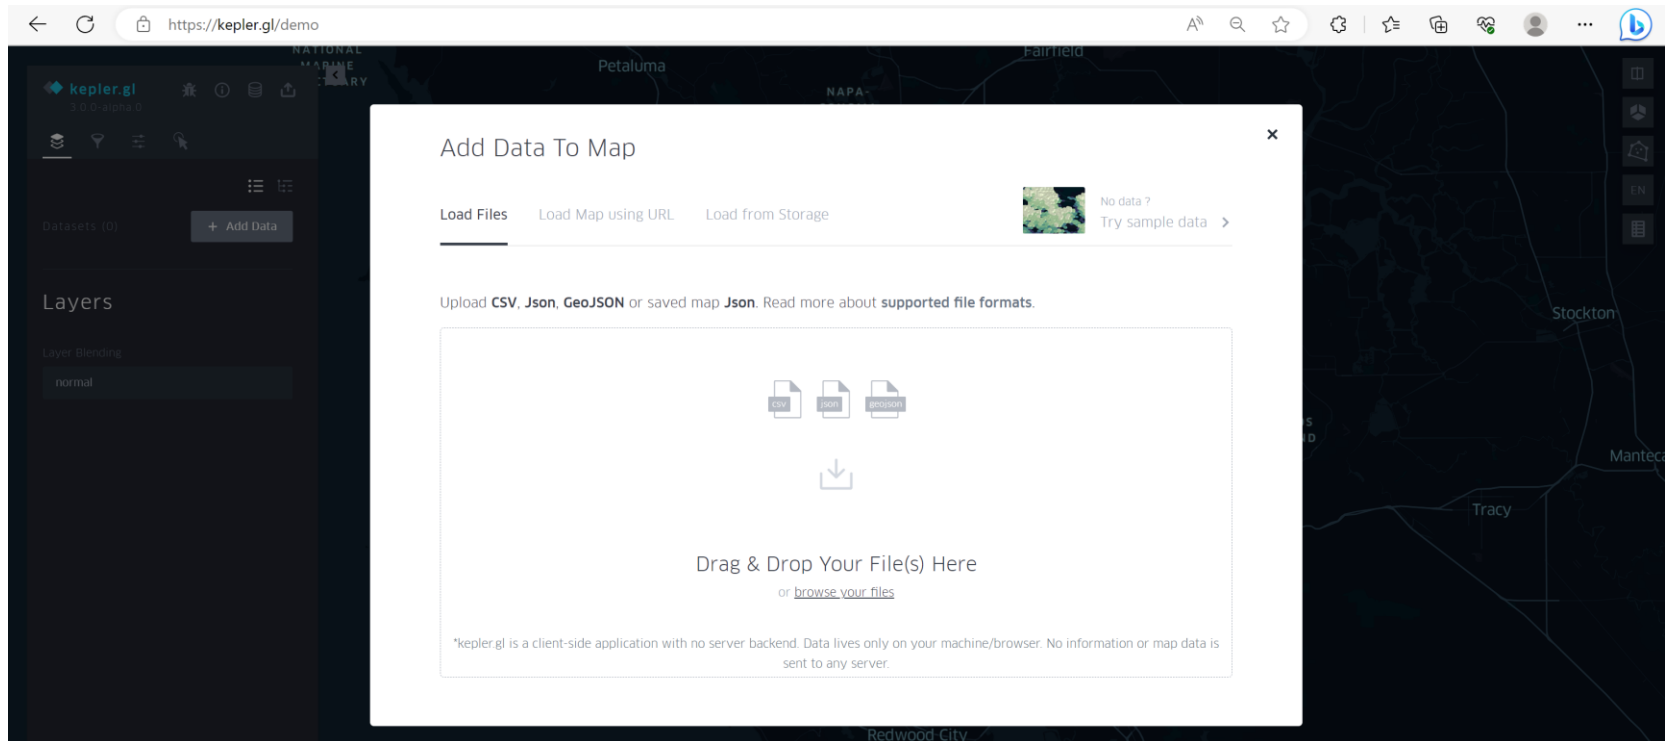 https://kepler.gl/demo
NATIONAL
MARINE
Petaluma
Fairfield
NAPA-
kepler.gl
3.0.0-alpha.0
Datasets (0)
+ Add Data
Layers
Layer Blending
normal
Add Data To Map
Load Files
Load Map using URL
Load from Storage
No data ?
Try sample data
Upload CSV, Json, GeoJSON or saved map Json. Read more about supported file formats.
csv
json
geojson
Drag & Drop Your File(s) Here
or browse your files
*kepler.gl is a client-side application with no server backend. Data lives only on your machine/browser. No information or map data is
sent to any server.
EN
Stockton
Manteca
Tracy
Redwood City